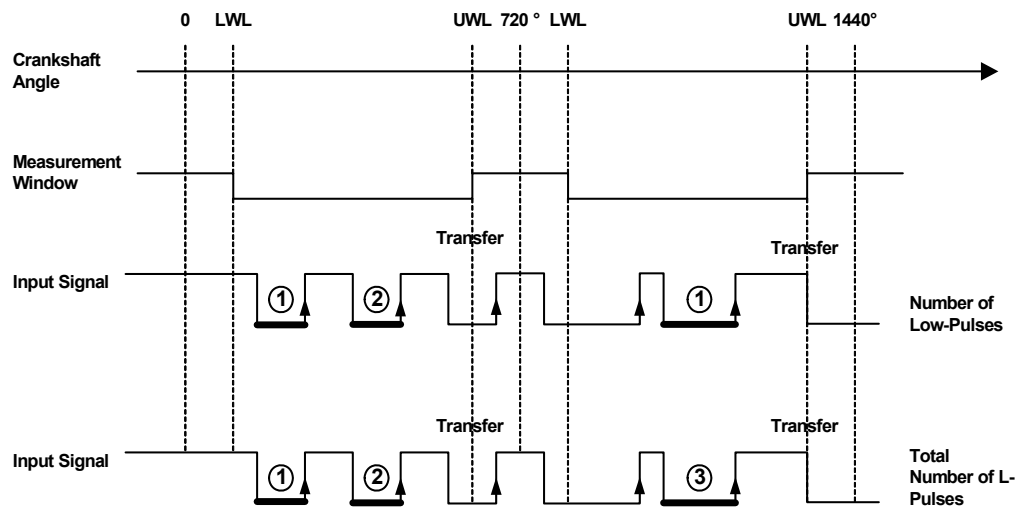 0 LWL UWL 720 ° LWL UWL 1440°
Crankshaft
Angle
Measurement
Window
Transfer Transfer
Input Signal 1 2 1
Number of
Low-Pulses
Transfer Transfer
Input Signal 1 2 3
Total
Number of L-
Pulses